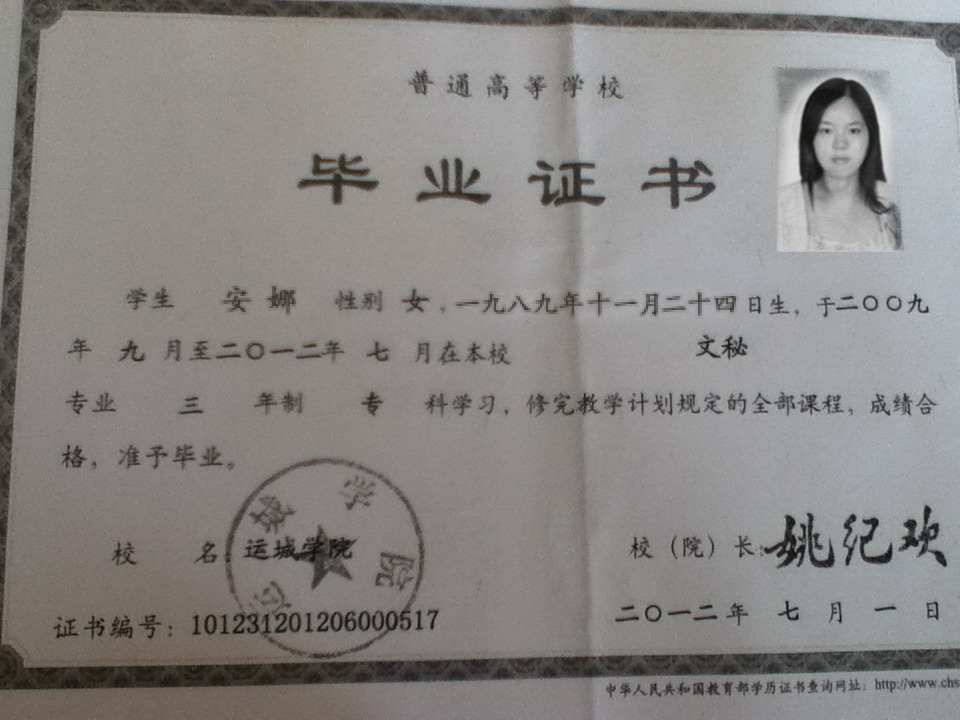 普通高等学校
毕业证书
学生 安娜 性别 女，一九八九年十一月二十四日生，于二〇〇九
年 九 月至二〇一二年 七 月在本校 文秘
专业 三 年制 专 科学习，修完教学计划规定的全部课程，成绩合
格，准予毕业。
运城学院
校 名：运城学院
校（院）长：姚纪欢
证书编号：101231201206000517
二〇一二年 七 月 一 日
中华人民共和国教育部学历证书查询网址：http://www.chs